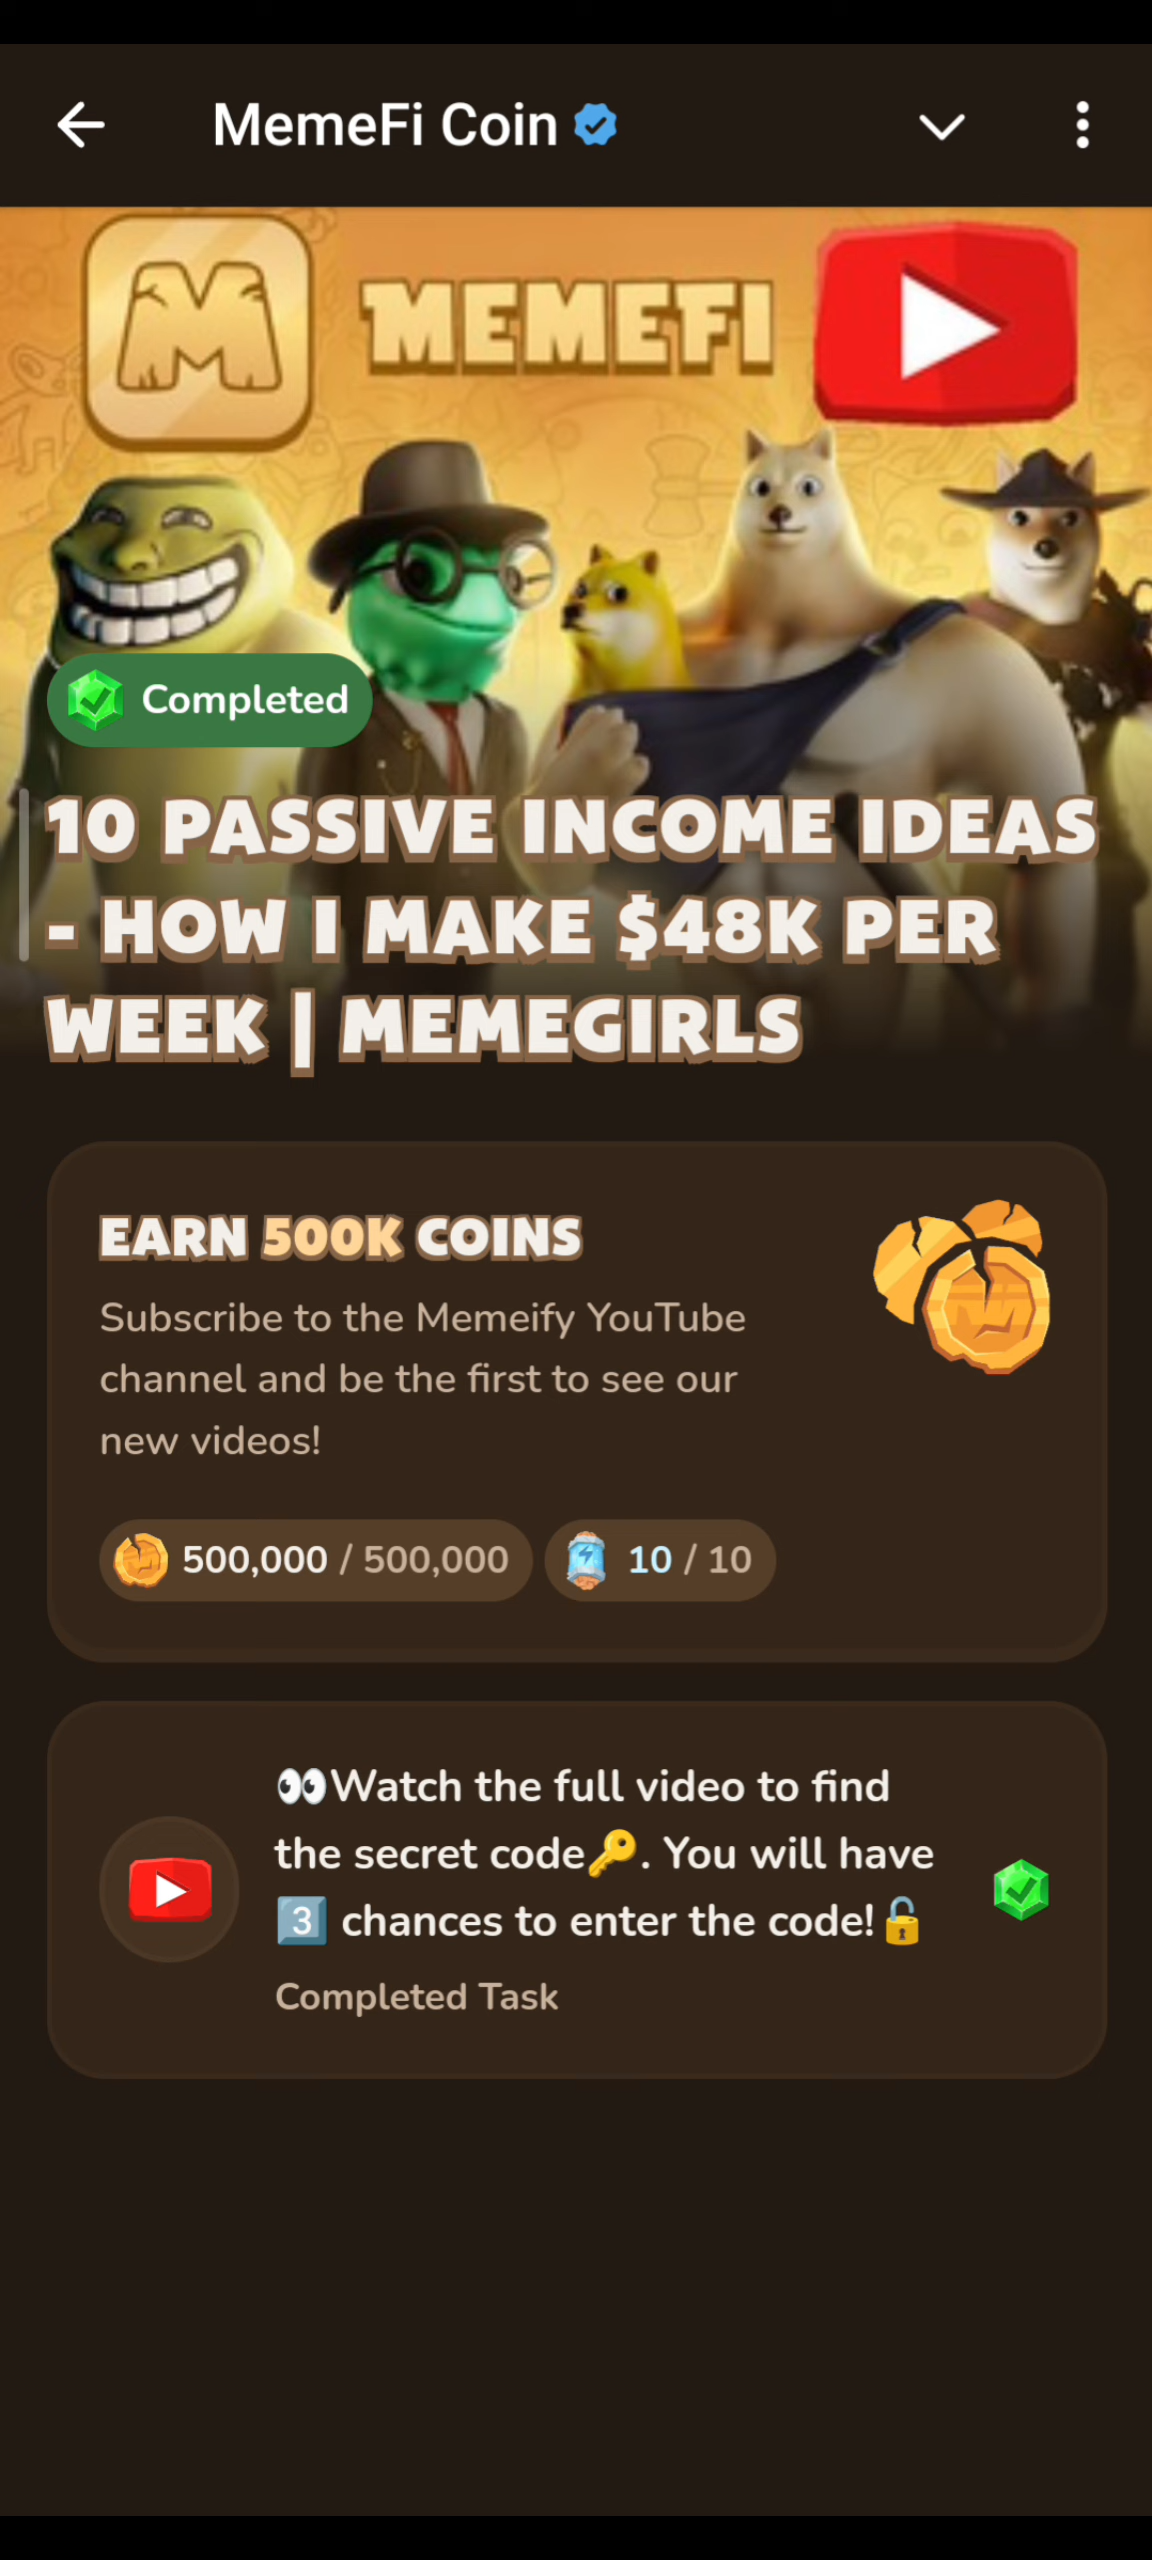 MemeFi Coin
M MEMEFI
Completed
10 PASSIVE INCOME IDEAS
- HOW I MAKE $48K PER
WEEK | MEMEGIRLS
EARN 500K COINS
Subscribe to the Memeify YouTube
channel and be the first to see our
new videos!
500,000 / 500,000 10 / 10
👀Watch the full video to find
the secret code🔑. You will have
3️⃣ chances to enter the code!🔓
Completed Task